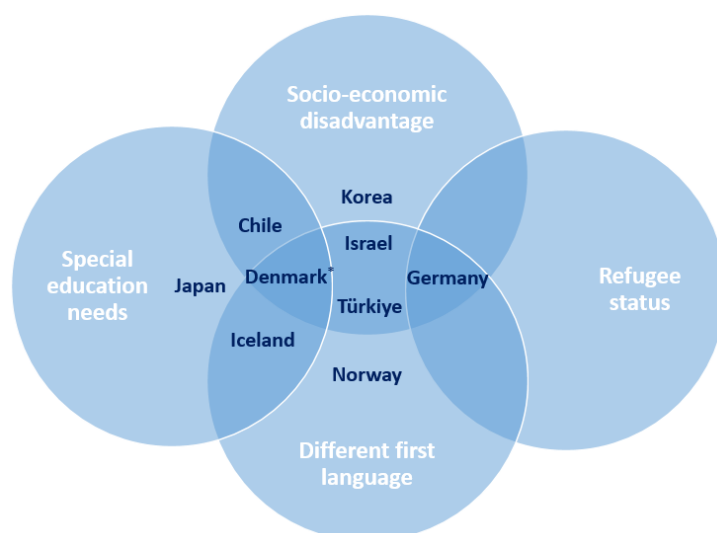 Socio-economic
disadvantage
Korea
Chile
Israel
Special
education
needs
Japan
Denmark*
Germany
Refugee
status
Türkiye
Iceland
Norway
Different first
language